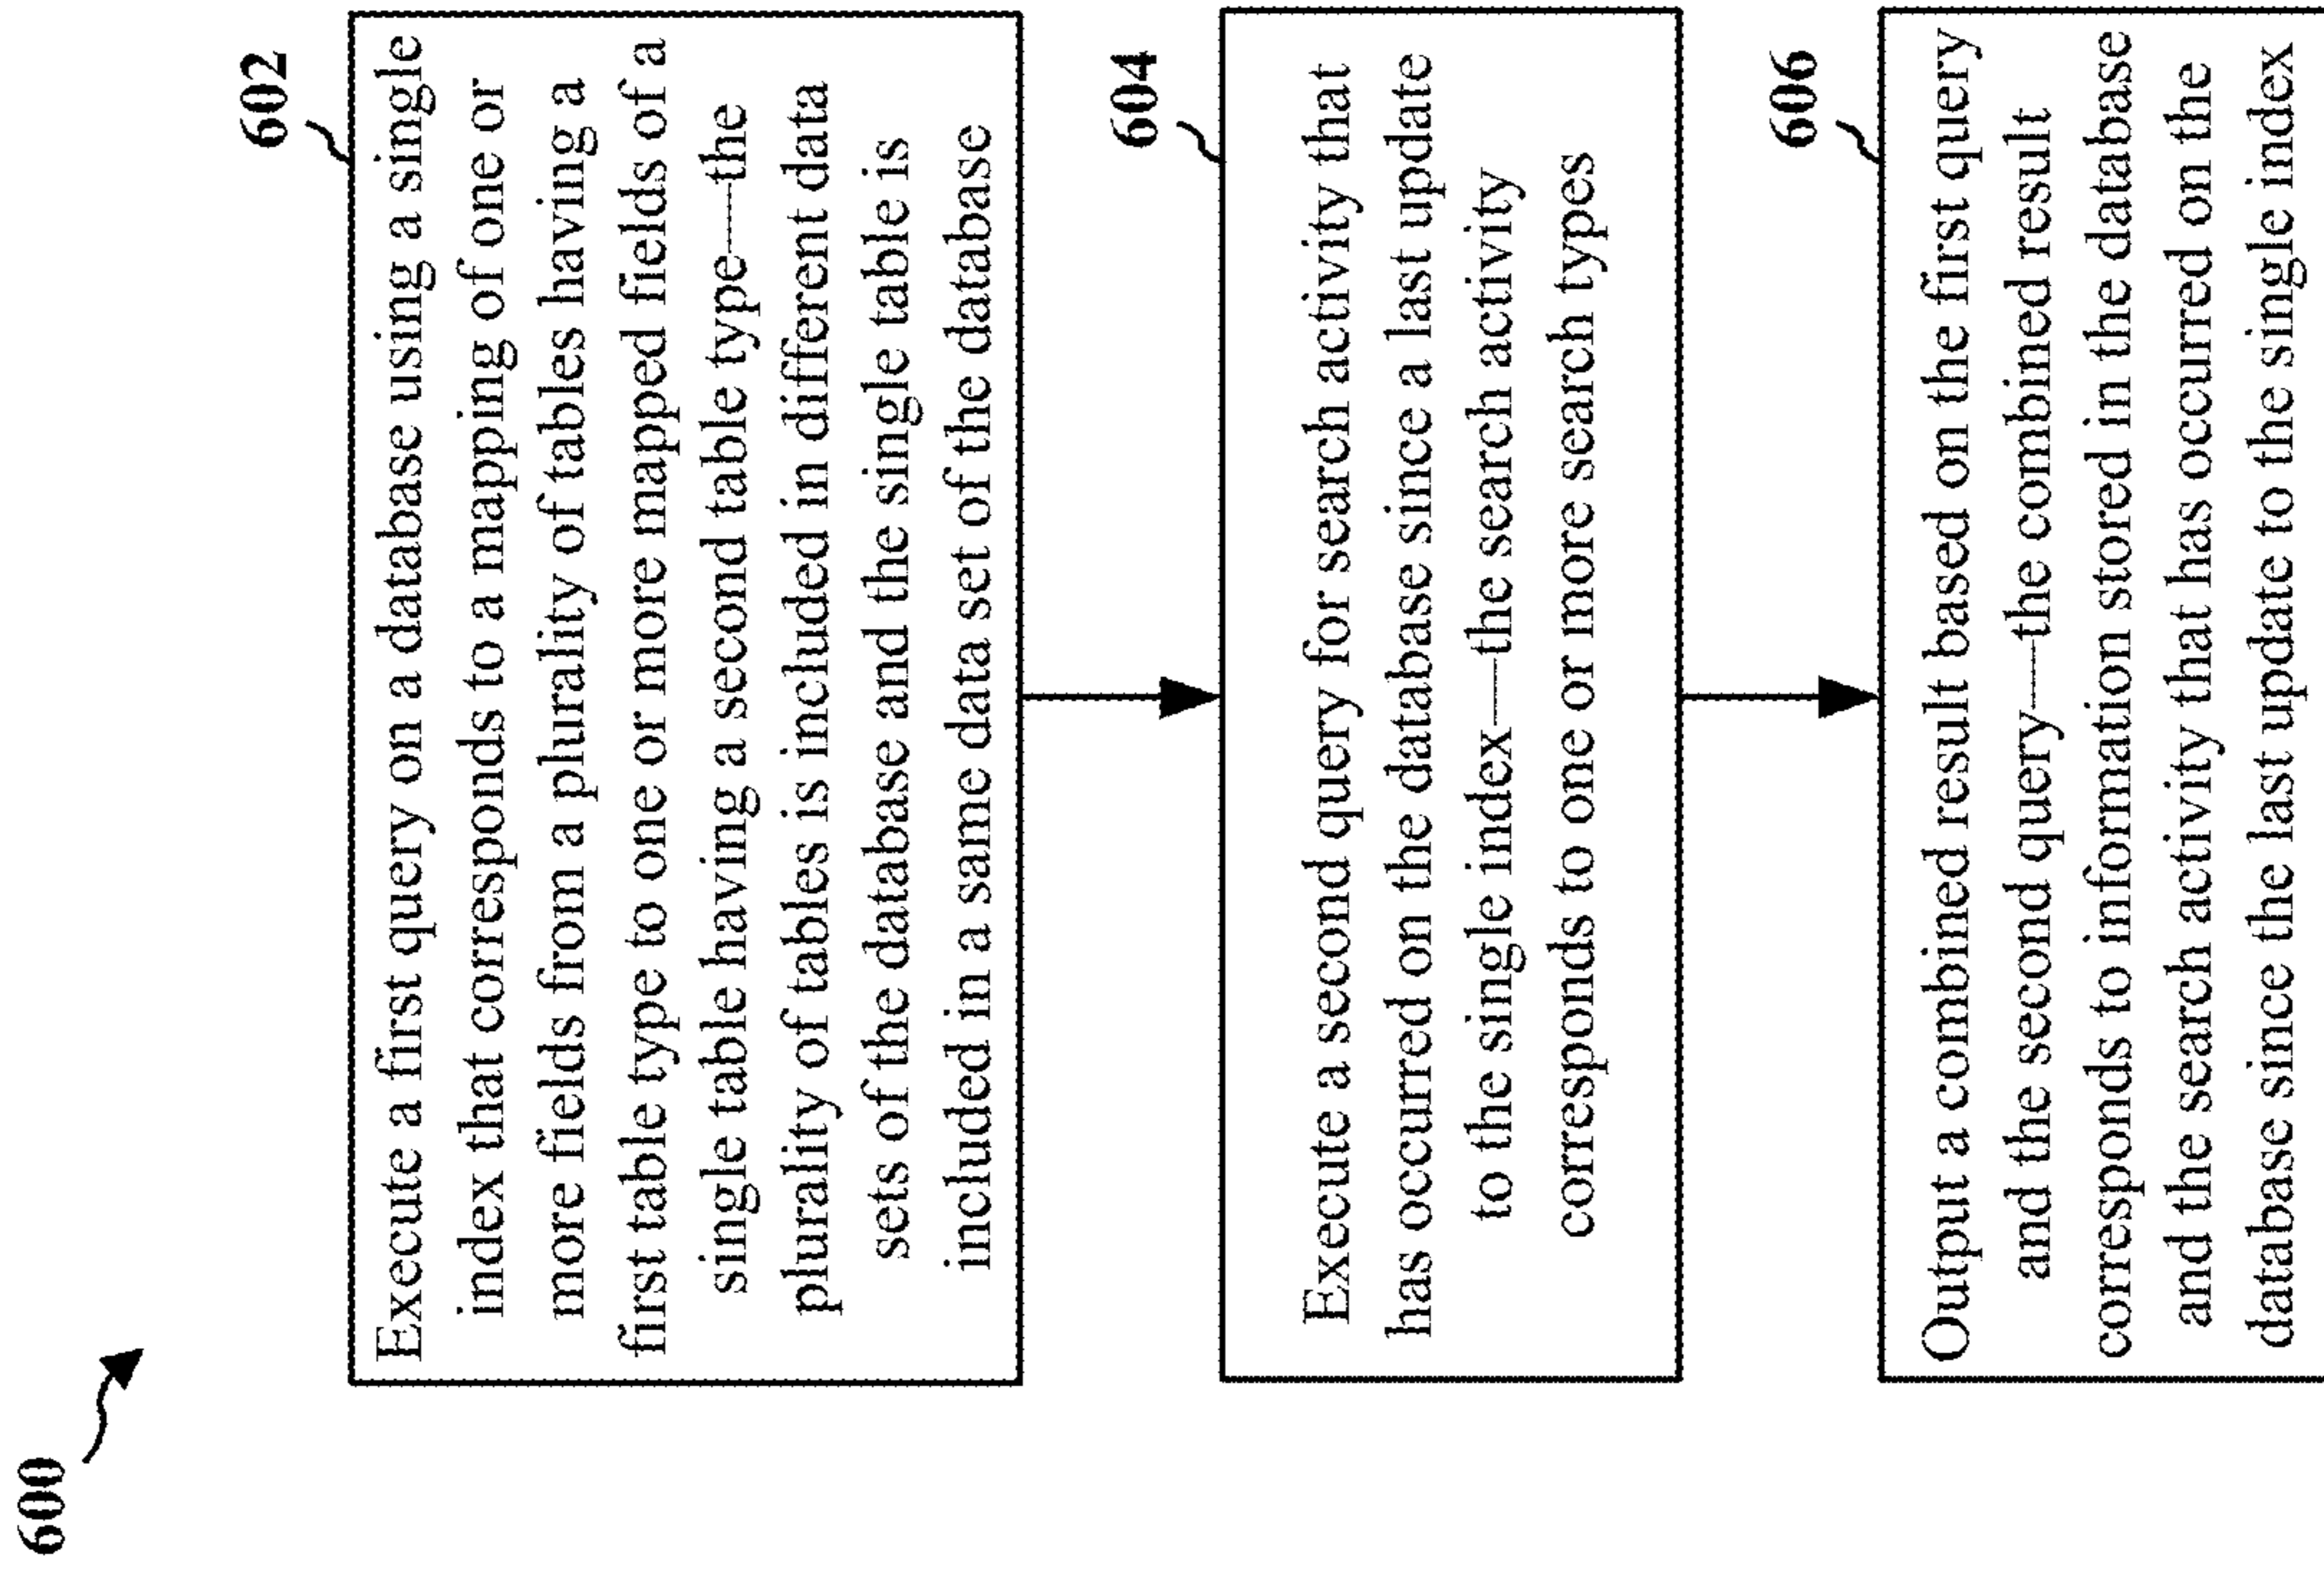 600
602
Execute a first query on a database using a single
index that corresponds to a mapping of one or
more fields from a plurality of tables having a
first table type to one or more mapped fields of a
single table having a second table type—the
plurality of tables is included in different data
sets of the database and the single table is
included in a same data set of the database
604
Execute a second query for search activity that
has occurred on the database since a last update
to the single index—the search activity
corresponds to one or more search types
606
Output a combined result based on the first query
and the second query—the combined result
corresponds to information stored in the database
and the search activity that has occurred on the
database since the last update to the single index